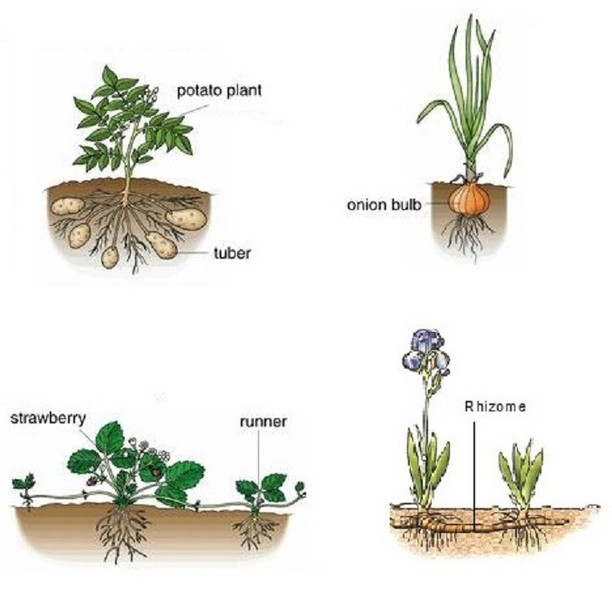 potato plant
tuber
onion bulb
strawberry
runner
Rhizome